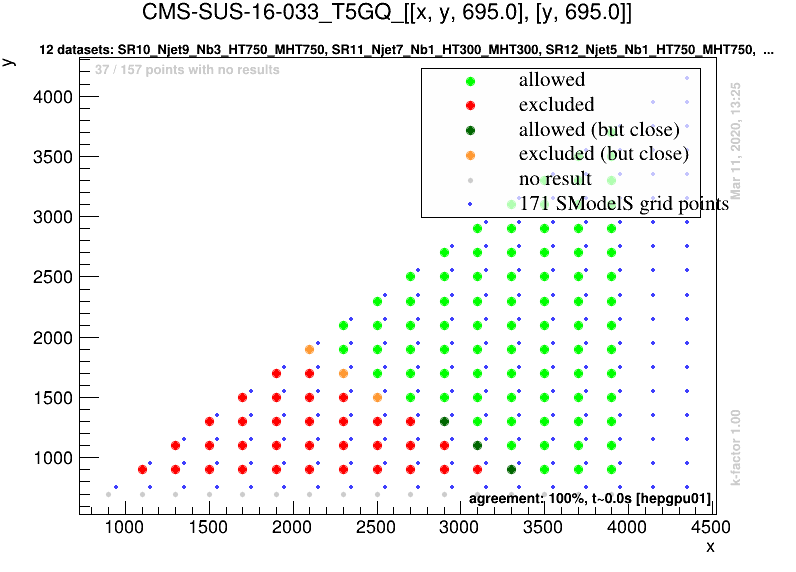 CMS-SUS-16-033_T5GQ_[[x, y, 695.0], [y, 695.0]]
12 datasets: SR10_Njet9_Nb3_HT750_MHT750, SR11_Njet7_Nb1_HT300_MHT300, SR12_Njet5_Nb1_HT750_MHT750, ...
y
37 / 157 points with no results
allowed
excluded
allowed (but close)
excluded (but close)
no result
171 SModelS grid points
Mar 11, 2020, 13:25
k-factor 1.00
4000
3500
3000
2500
2000
1500
1000
agreement: 100%, t~0.0s [hepgpu01]
1000 1500 2000 2500 3000 3500 4000 4500
x